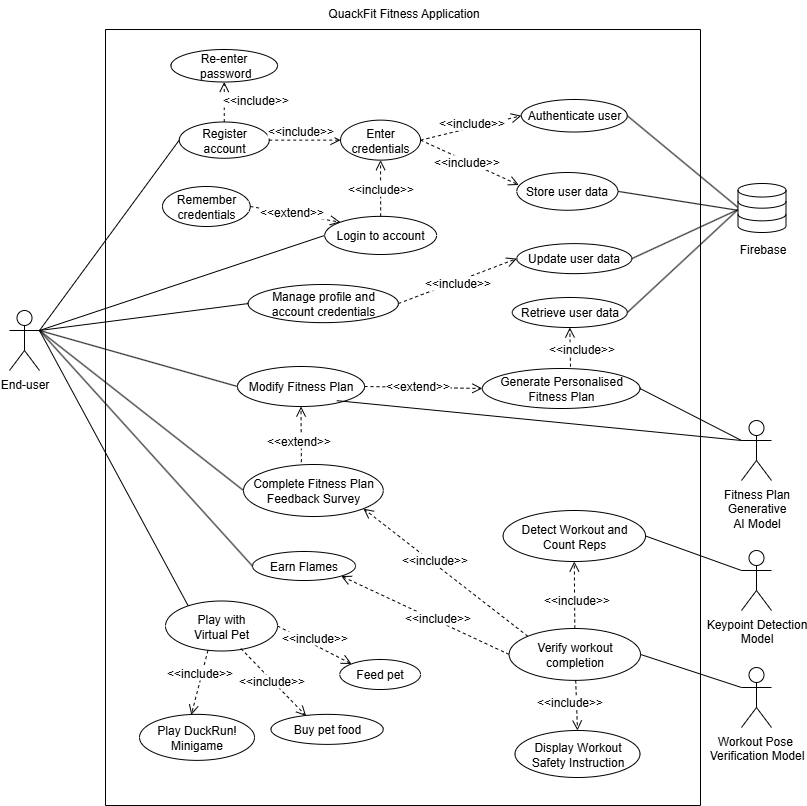 QuackFit Fitness Application
Re-enter
password
<<include>>
Register
account
<<include>>
Enter
credentials
<<include>>
Authenticate user
<<include>>
Store user data
<<include>>
Remember
credentials
<<extend>>
Login to account
Firebase
Update user data
<<include>>
Manage profile and
account credentials
Retrieve user data
<<include>>
End-user
Modify Fitness Plan
<<extend>>
Generate Personalised
Fitness Plan
<<extend>>
Complete Fitness Plan
Feedback Survey
Fitness Plan
Generative
AI Model
Detect Workout and
Count Reps
<<include>>
Earn Flames
<<include>>
<<include>>
Keypoint Detection
Model
Play with
Virtual Pet
<<include>>
Verify workout
completion
<<include>>
<<include>>
Feed pet
<<include>>
Play DuckRun!
Minigame
Buy pet food
Display Workout
Safety Instruction
Workout Pose
Verification Model